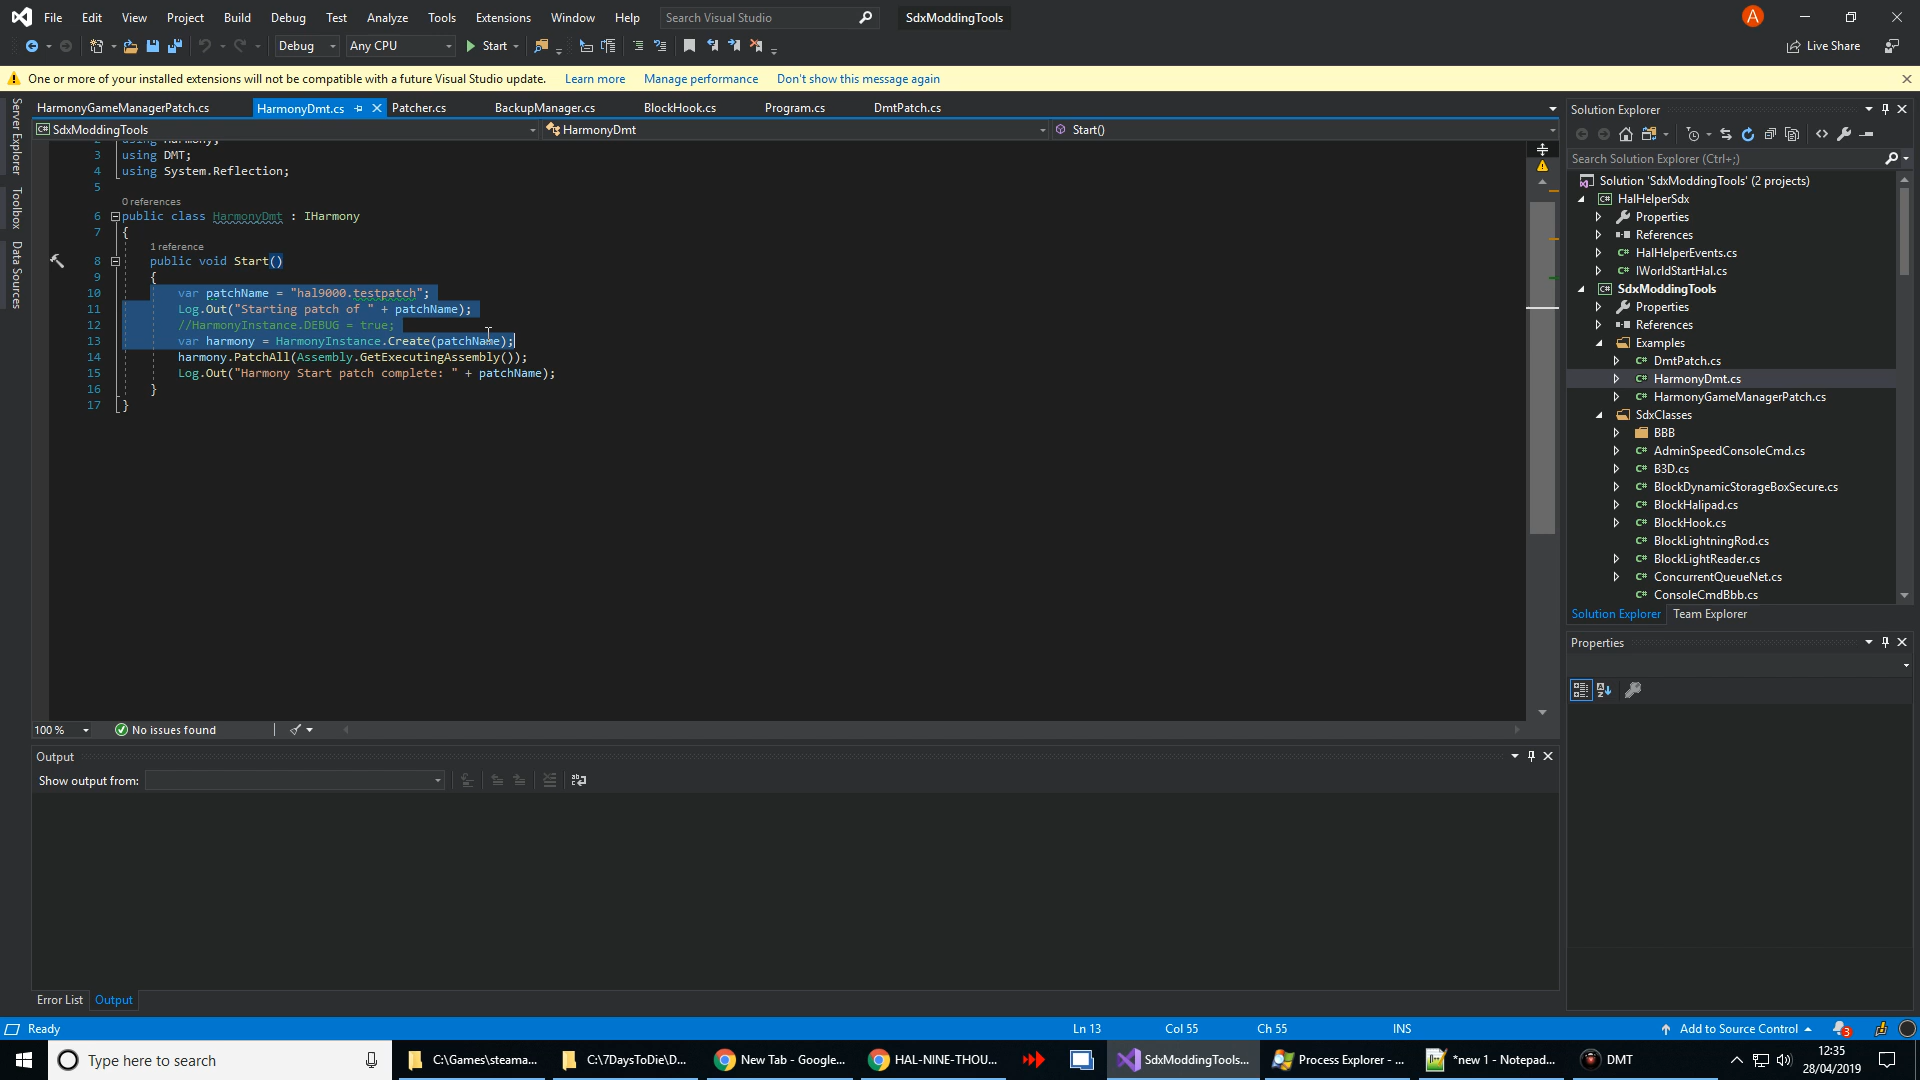 File Edit View Project Build Debug Test Analyze Tools Extensions Window Help Search Visual Studio SdxModdingTools A
Debug Any CPU Start Live Share
One or more of your installed extensions will not be compatible with a future Visual Studio update. Learn more Manage performance Don't show this message again
HarmonyGameManagerPatch.cs HarmonyDmt.cs Patcher.cs BackupManager.cs BlockHook.cs Program.cs DmtPatch.cs
SdxModdingTools HarmonyDmt Start()
Server Explorer
Toolbox
Data Sources
3 using DMT;
4 using System.Reflection;
5
0 references
6 public class HarmonyDmt : IHarmony
7 {
1 reference
8 public void Start()
9 {
10 var patchName = "hal9000.testpatch";
11 Log.Out("Starting patch of " + patchName);
12 //HarmonyInstance.DEBUG = true;
13 var harmony = HarmonyInstance.Create(patchName);
14 harmony.PatchAll(Assembly.GetExecutingAssembly());
15 Log.Out("Harmony Start patch complete: " + patchName);
16 }
17 }
100 % No issues found
Output
Show output from:
Error List Output
Solution Explorer
Search Solution Explorer (Ctrl+;)
Solution 'SdxModdingTools' (2 projects)
HalHelperSdx
Properties
References
C# HalHelperEvents.cs
C# IWorldStartHal.cs
SdxModdingTools
Properties
References
Examples
C# DmtPatch.cs
C# HarmonyDmt.cs
C# HarmonyGameManagerPatch.cs
SdxClasses
BBB
C# AdminSpeedConsoleCmd.cs
C# B3D.cs
C# BlockDynamicStorageBoxSecure.cs
C# BlockHalipad.cs
C# BlockHook.cs
C# BlockLightningRod.cs
C# BlockLightReader.cs
C# ConcurrentQueueNet.cs
C# ConsoleCmdBbb.cs
Solution Explorer Team Explorer
Properties
Ready Ln 13 Col 55 Ch 55 INS Add to Source Control 3
Type here to search C:\Games\steama... C:\7DaysToDie\D... New Tab - Google... HAL-NINE-THOU... SdxModdingTools... Process Explorer - ... *new 1 - Notepad... DMT
12:35
28/04/2019